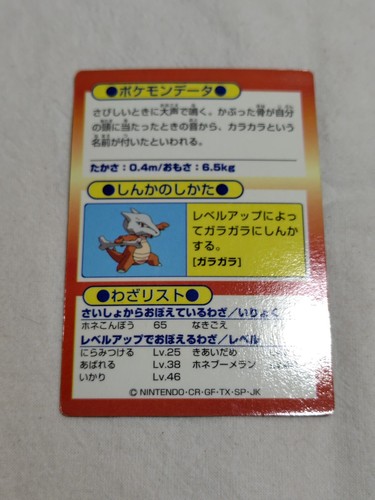 ●ポケモンデータ●
さびしいときに大声で鳴く。かぶった骨が自分
の頭に当たったときの音から、カラカラという
名前が付いたといわれる。
たかさ：0.4m/おもさ：6.5kg
●しんかのしかた●
レベルアップによっ
てガラガラにしんか
する。
[ガラガラ]
●わざリスト●
さいしょからおぼえているわざ／いりょく
ホネこんぼう 65 なきごえ
レベルアップでおぼえるわざ／レベル
にらみつける Lv.25 きあいだめ
あばれる Lv.38 ホネブーメラン
いかり Lv.46
©NINTENDO・CR・GF・TX・SP・JK